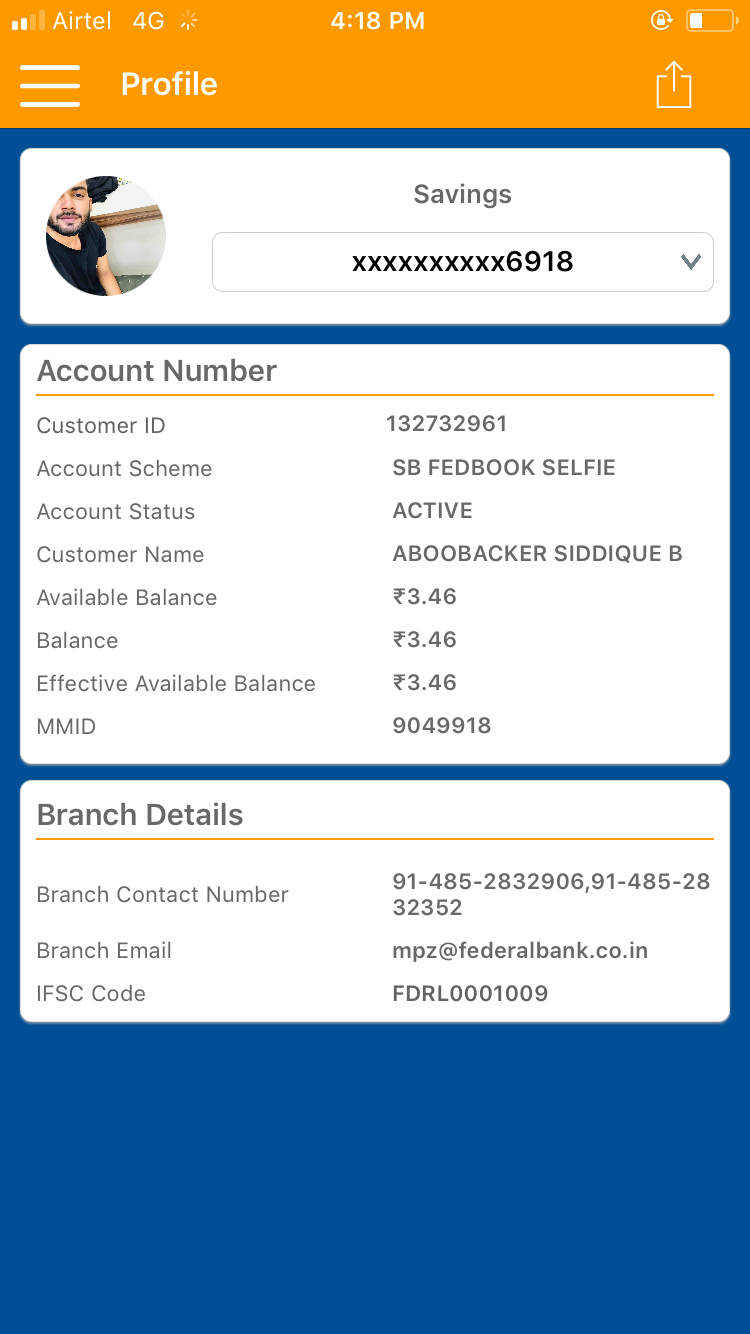 Airtel 4G 4:18 PM
Profile
Savings
xxxxxxxxxx6918
Account Number
Customer ID 132732961
Account Scheme SB FEDBOOK SELFIE
Account Status ACTIVE
Customer Name ABOOBACKER SIDDIQUE B
Available Balance ₹3.46
Balance ₹3.46
Effective Available Balance ₹3.46
MMID 9049918
Branch Details
Branch Contact Number 91-485-2832906,91-485-28
32352
Branch Email mpz@federalbank.co.in
IFSC Code FDRL0001009